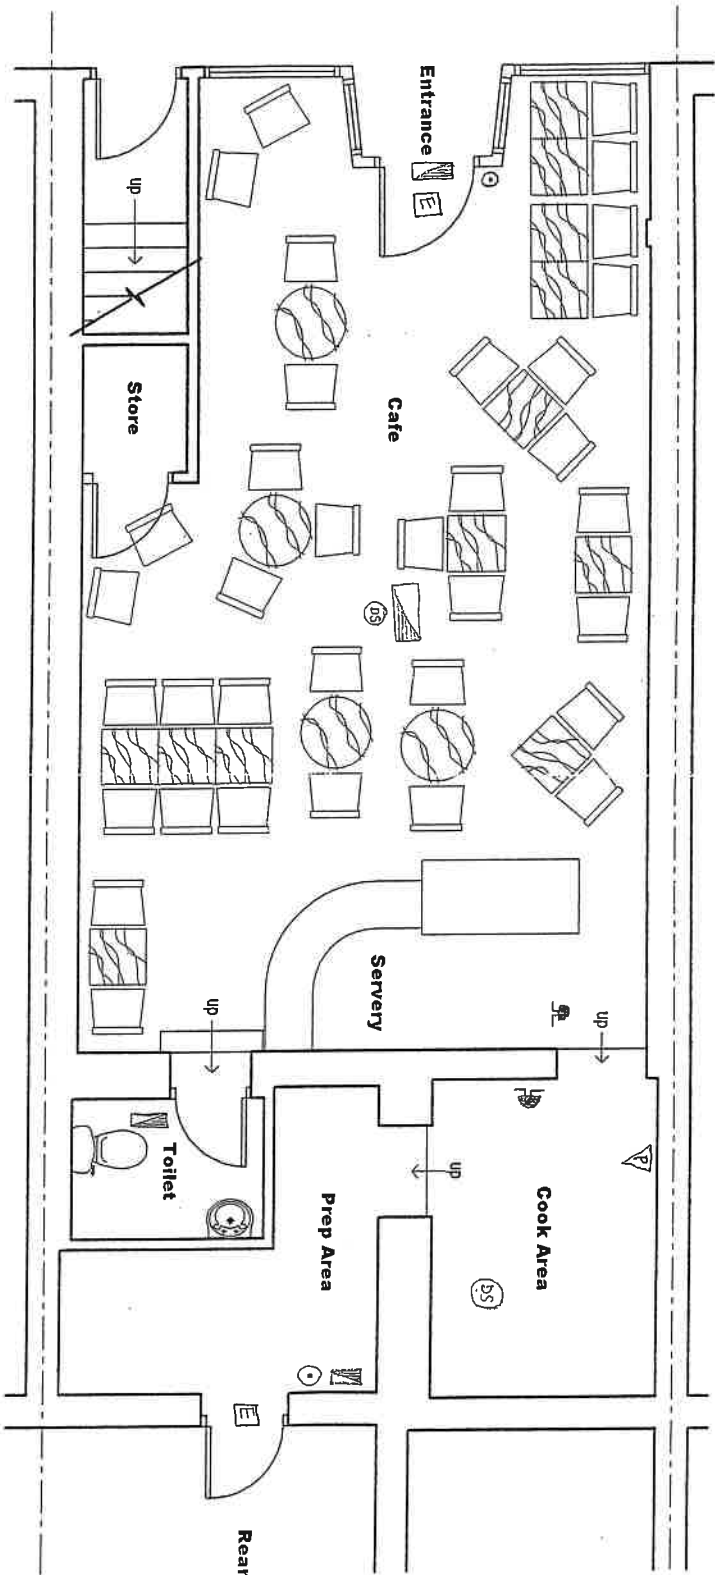 Entrance
E
up
Store
Cafe
DS
Servery
up
up
up
P
Toilet
Prep Area
Cook Area
DS
E
Rear